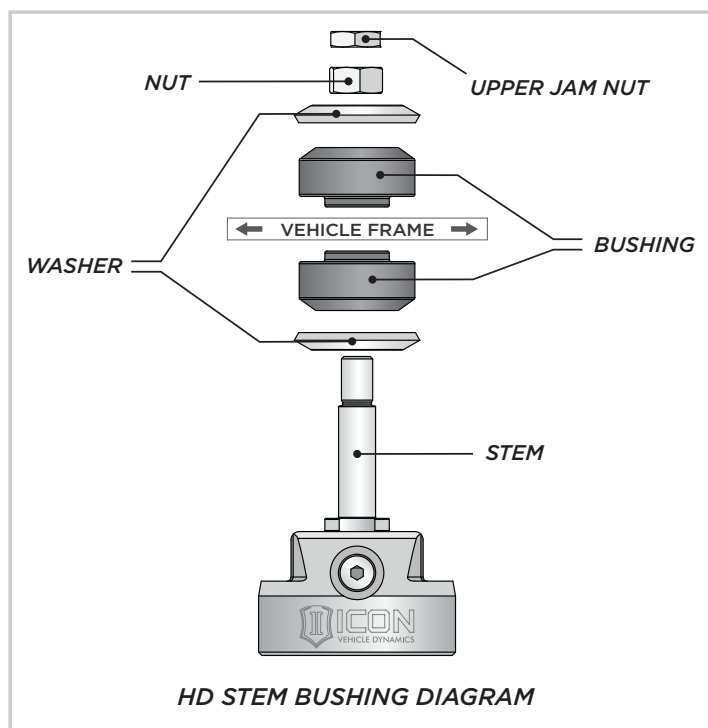 NUT
UPPER JAM NUT
VEHICLE FRAME
BUSHING
WASHER
STEM
ICON
VEHICLE DYNAMICS
HD STEM BUSHING DIAGRAM